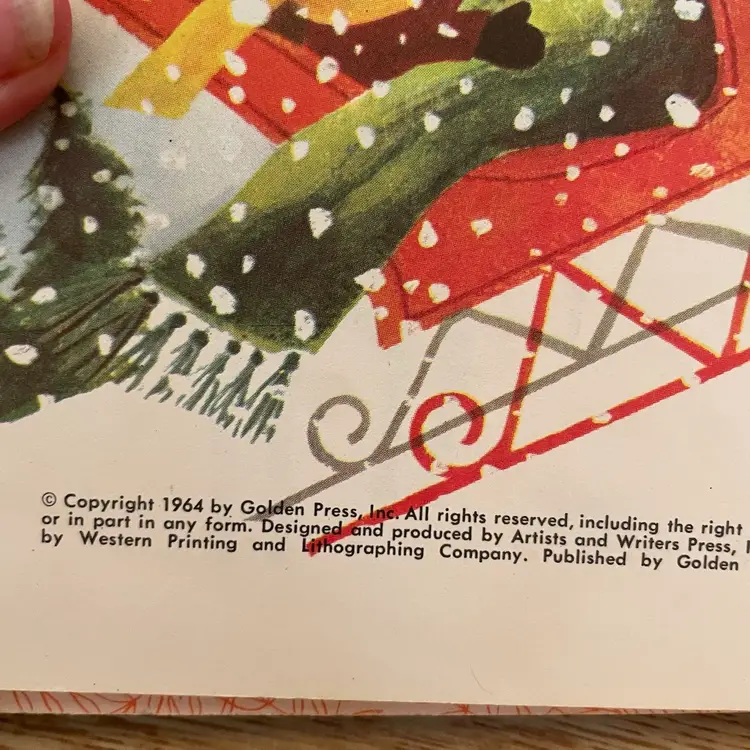 © Copyright 1964 by Golden Press, Inc. All rights reserved, including the right
or in part in any form. Designed and produced by Artists and Writers Press,
by Western Printing and Lithographing Company. Published by Golden